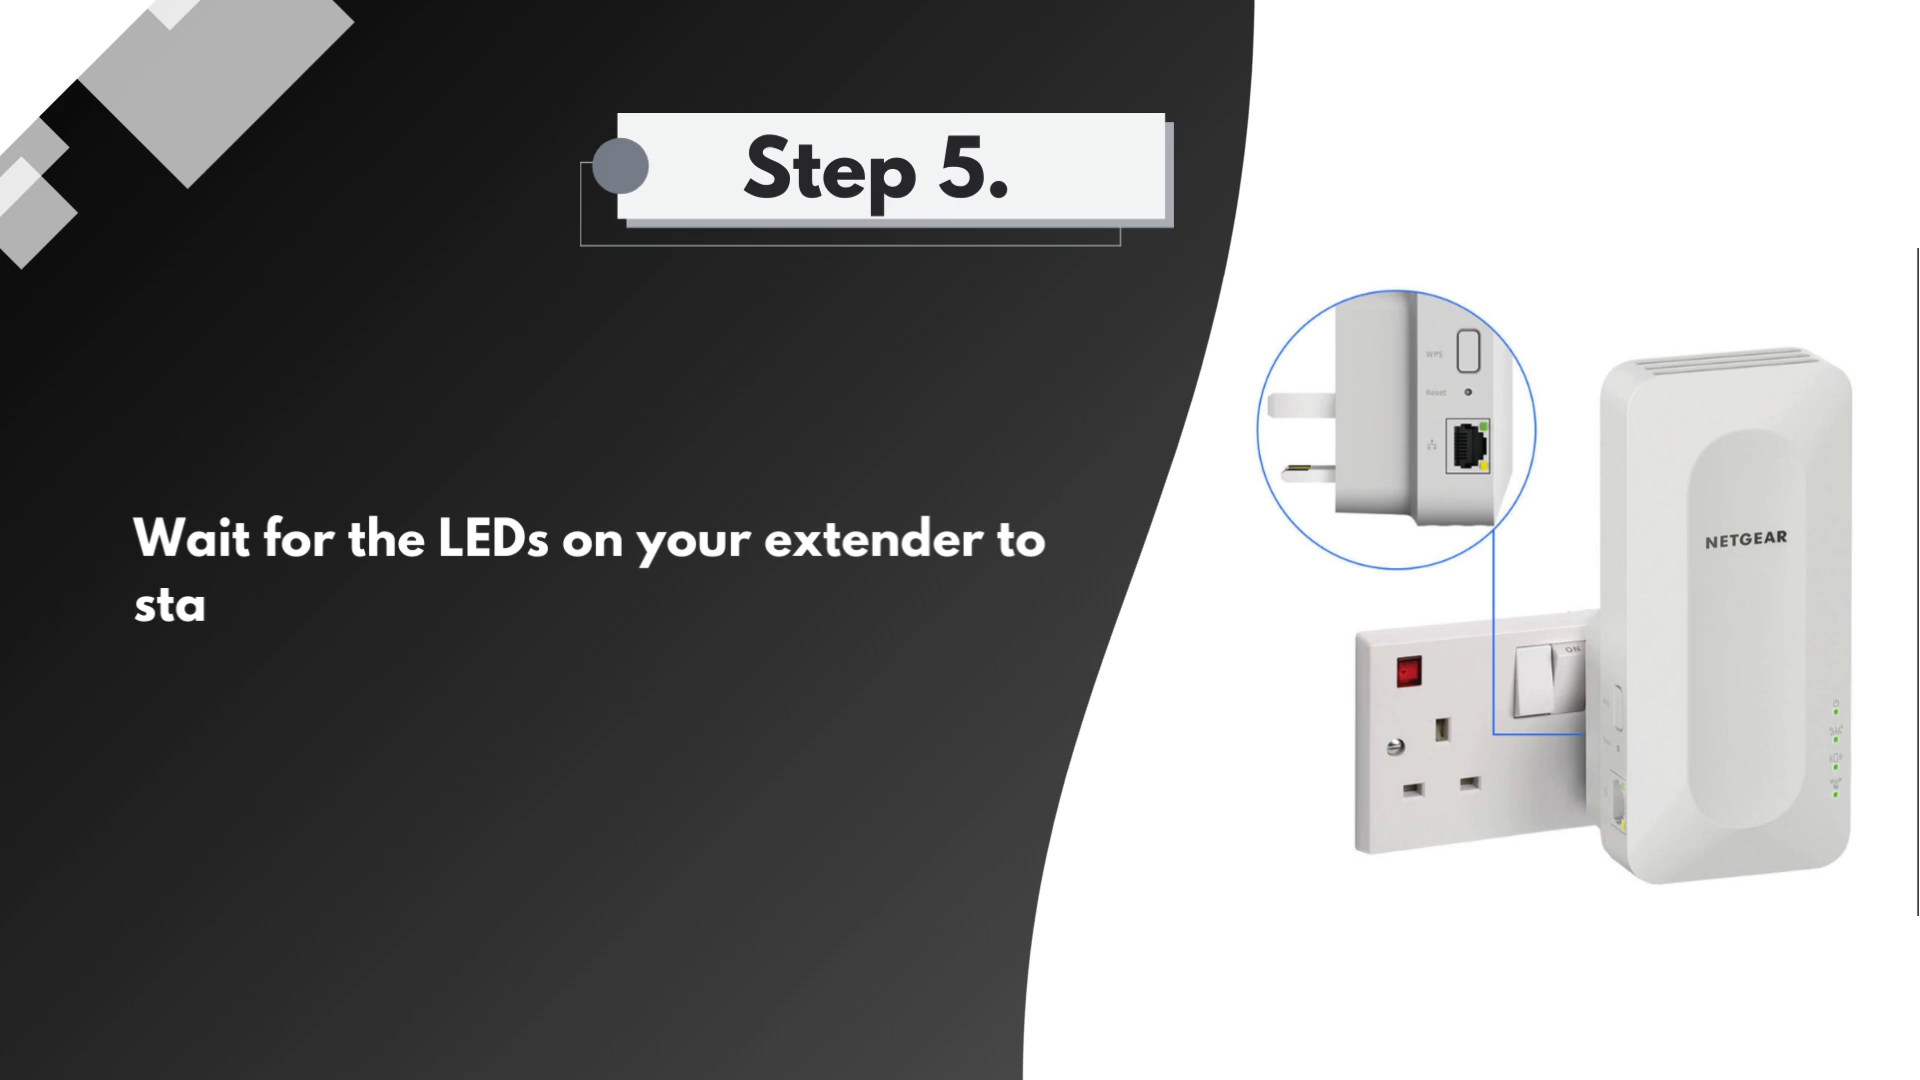 Step 5.
Wait for the LEDs on your extender to
sta
WPS
Reset
NETGEAR
ON